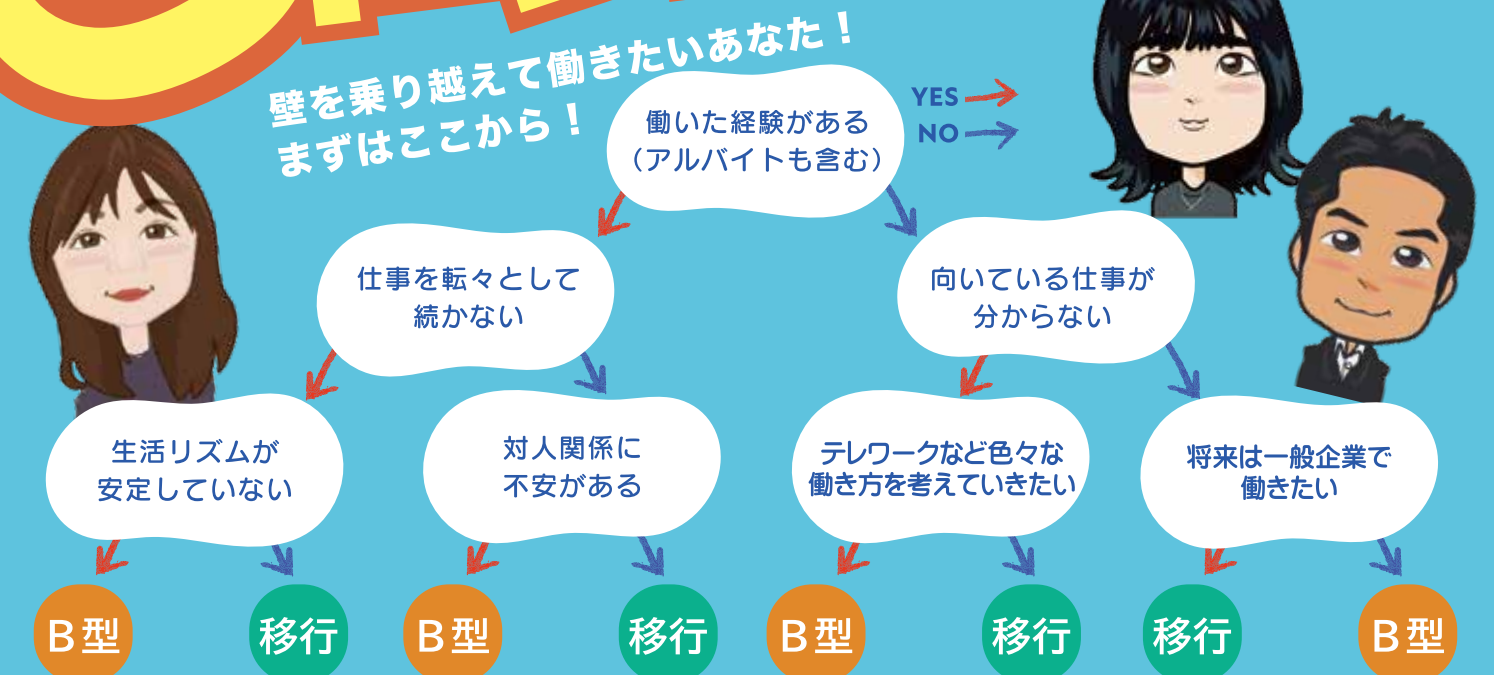 壁を乗り越えて働きたいあなた！
まずはここから！
働いた経験がある
（アルバイトも含む）
YES
NO
仕事を転々として
続かない
向いている仕事が
分からない
生活リズムが
安定していない
対人関係に
不安がある
テレワークなど色々な
働き方を考えていきたい
将来は一般企業で
働きたい
B型
移行
B型
移行
B型
移行
移行
B型